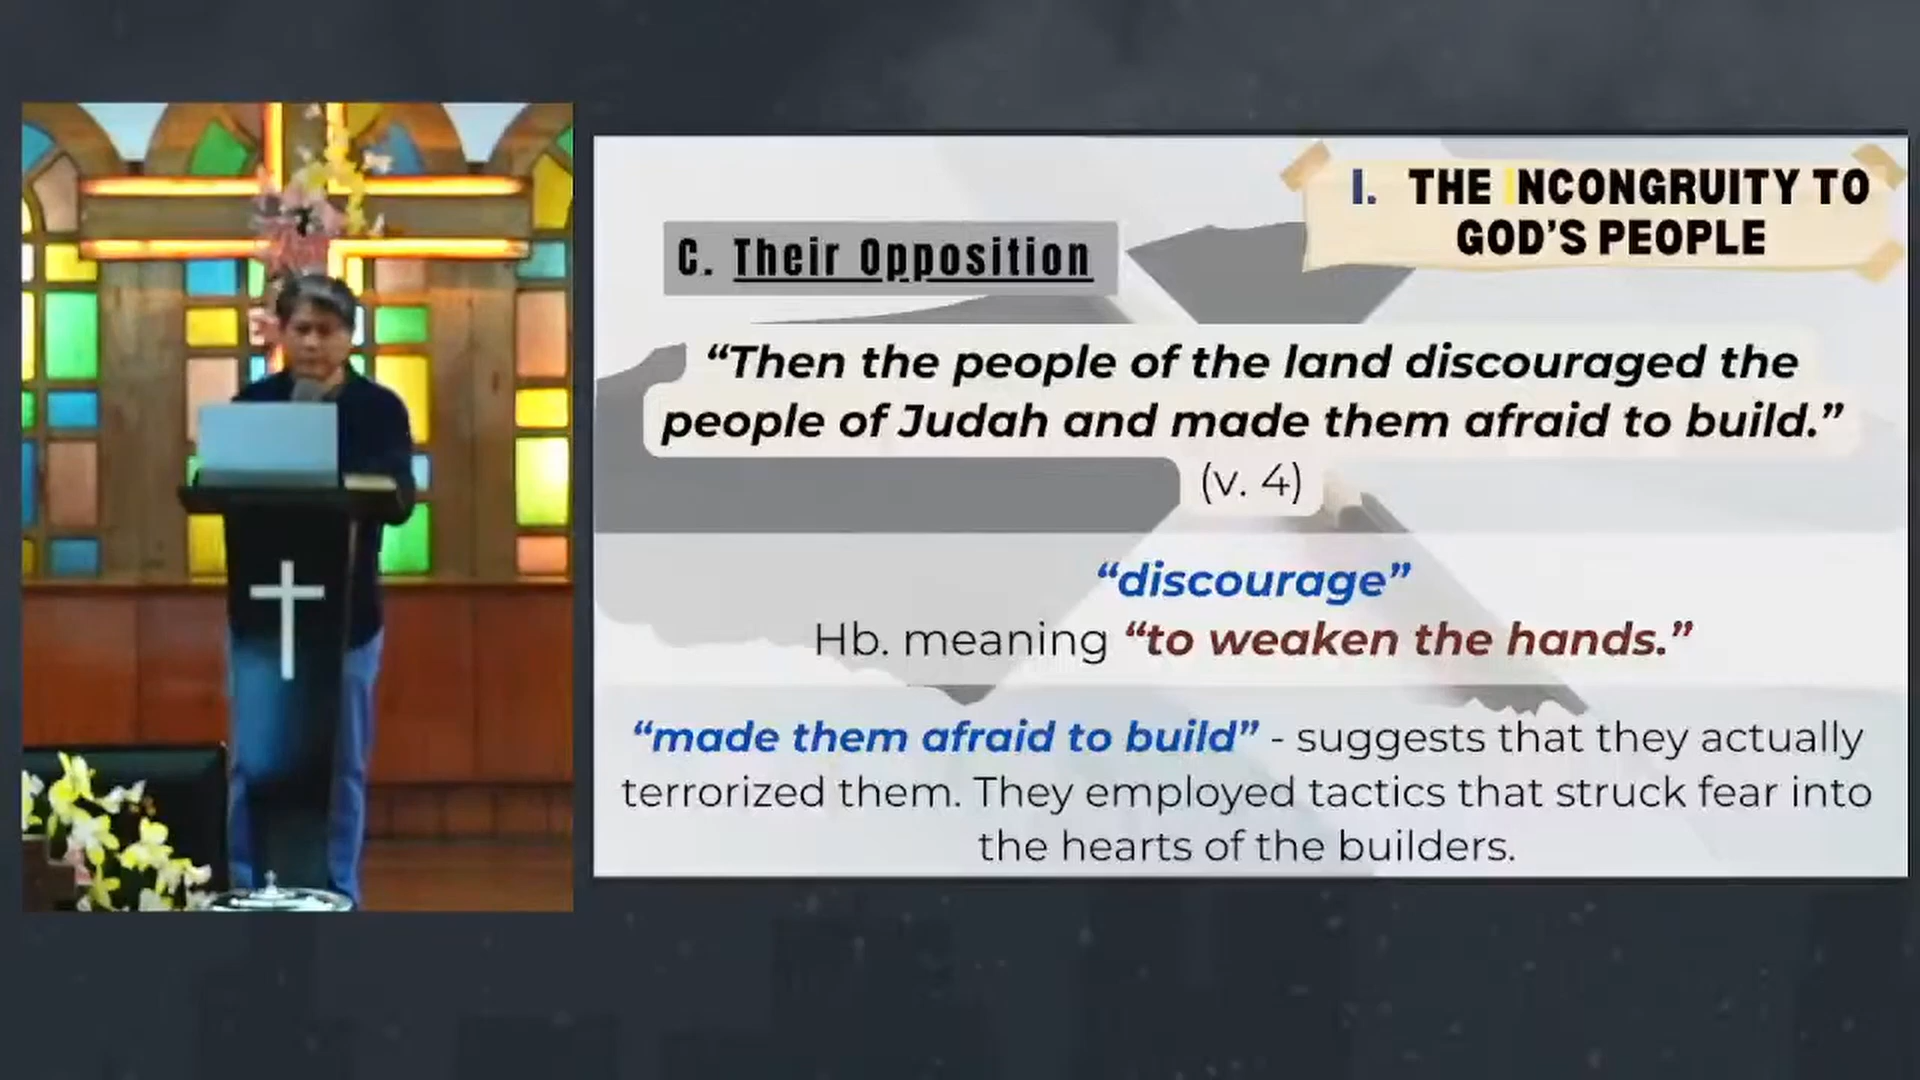 I. THE INCONGRUITY TO
GOD'S PEOPLE
C. Their Opposition
“Then the people of the land discouraged the
people of Judah and made them afraid to build.”
(v. 4)
“discourage”
Hb. meaning “to weaken the hands.”
“made them afraid to build” - suggests that they actually
terrorized them. They employed tactics that struck fear into
the hearts of the builders.